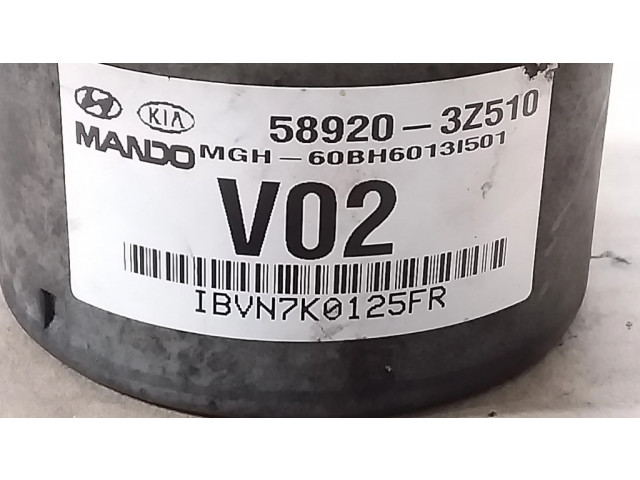 KIA 58920-3Z510
MANDO MGH-60BH6013I501
V02
IBVN7K0125FR